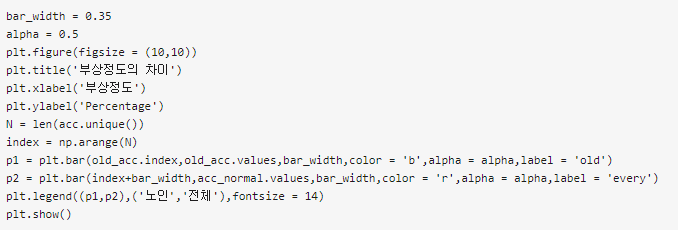 bar_width = 0.35
alpha = 0.5
plt.figure(figsize = (10,10))
plt.title('부상정도의 차이')
plt.xlabel('부상정도')
plt.ylabel('Percentage')
N = len(acc.unique())
index = np.arange(N)
p1 = plt.bar(old_acc.index,old_acc.values,bar_width,color = 'b',alpha = alpha,label = 'old')
p2 = plt.bar(index+bar_width,acc_normal.values,bar_width,color = 'r',alpha = alpha,label = 'every')
plt.legend((p1,p2),('노인','전체'),fontsize = 14)
plt.show()